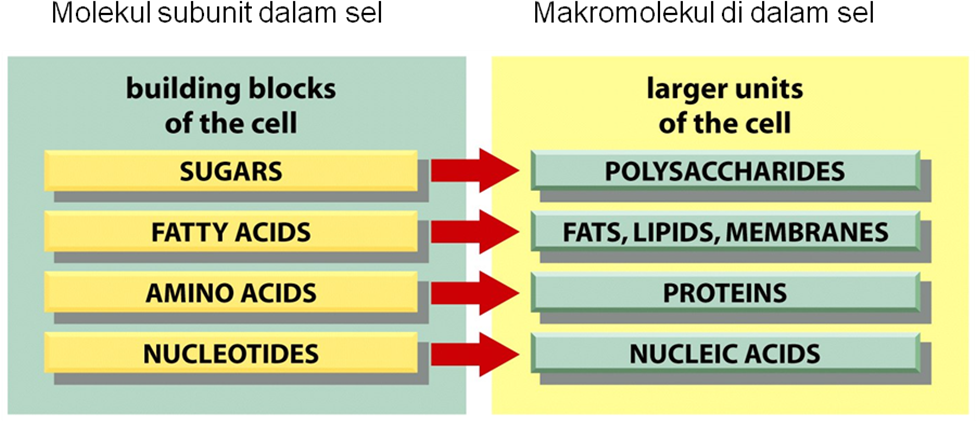 Molekul subunit dalam sel
Makromolekul di dalam sel
building blocks
of the cell
larger units
of the cell
SUGARS
POLYSACCHARIDES
FATTY ACIDS
FATS, LIPIDS, MEMBRANES
AMINO ACIDS
PROTEINS
NUCLEOTIDES
NUCLEIC ACIDS